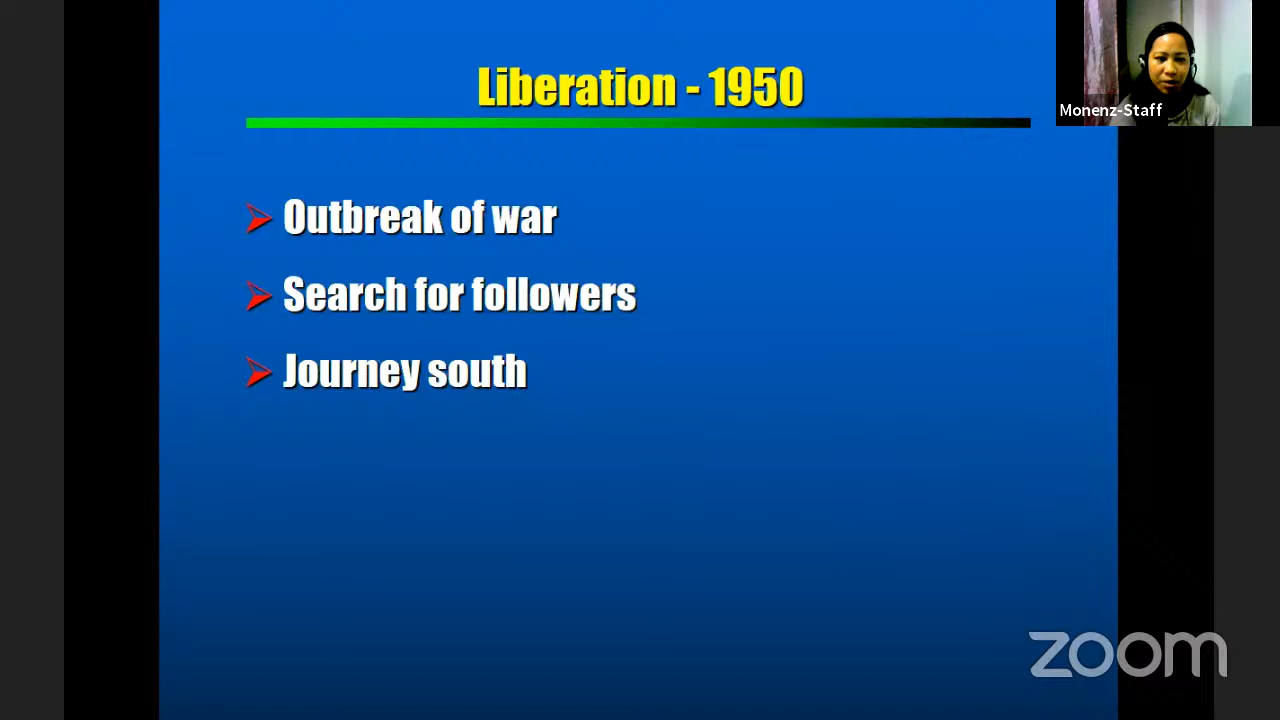 Liberation - 1950
Monenz-Staff
Outbreak of war
Search for followers
Journey south
zoom